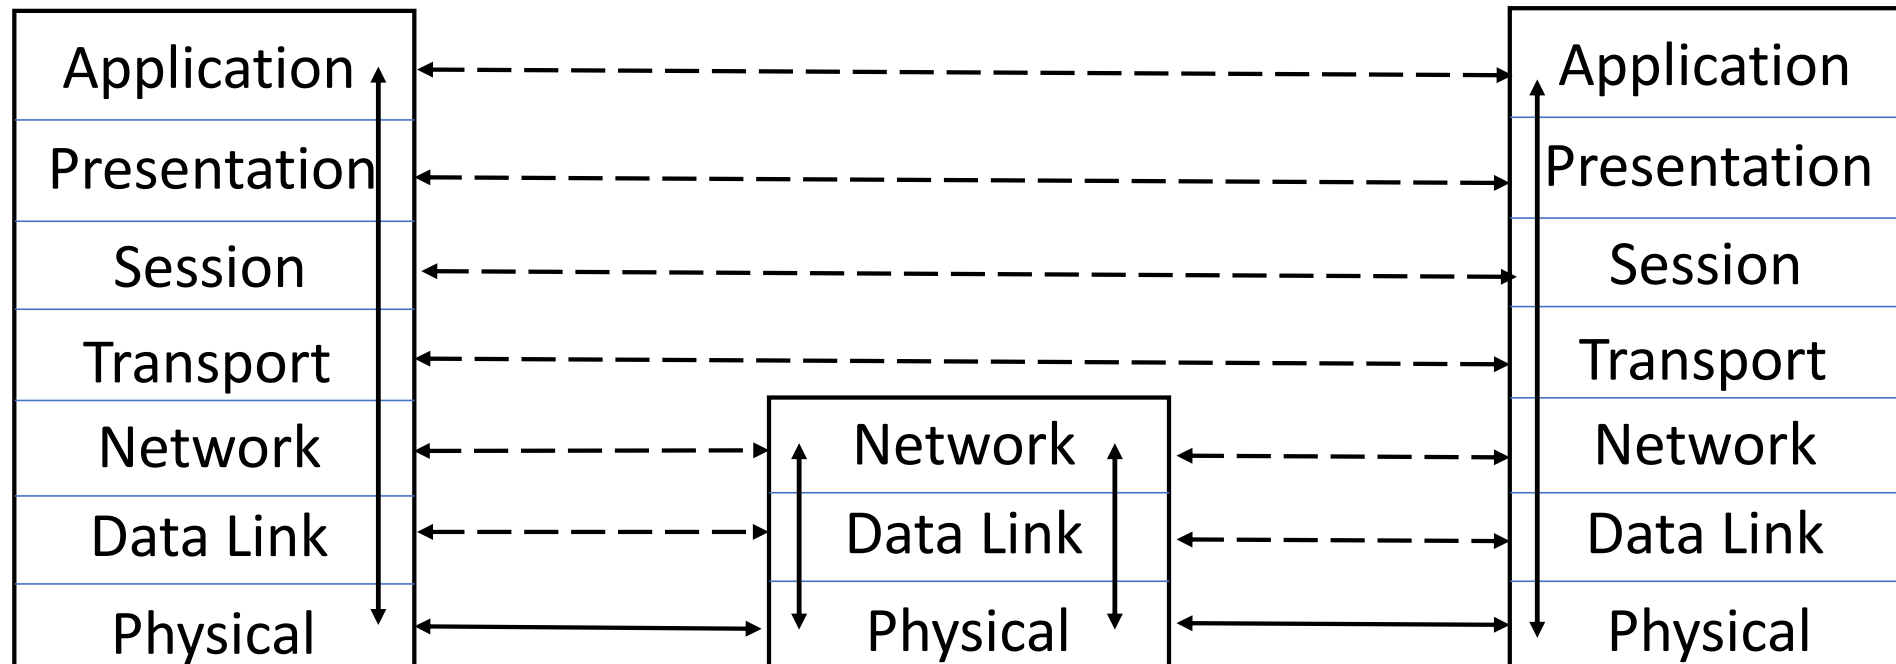 Application
Presentation
Session
Transport
Network
Data Link
Physical
Network
Data Link
Physical
Application
Presentation
Session
Transport
Network
Data Link
Physical